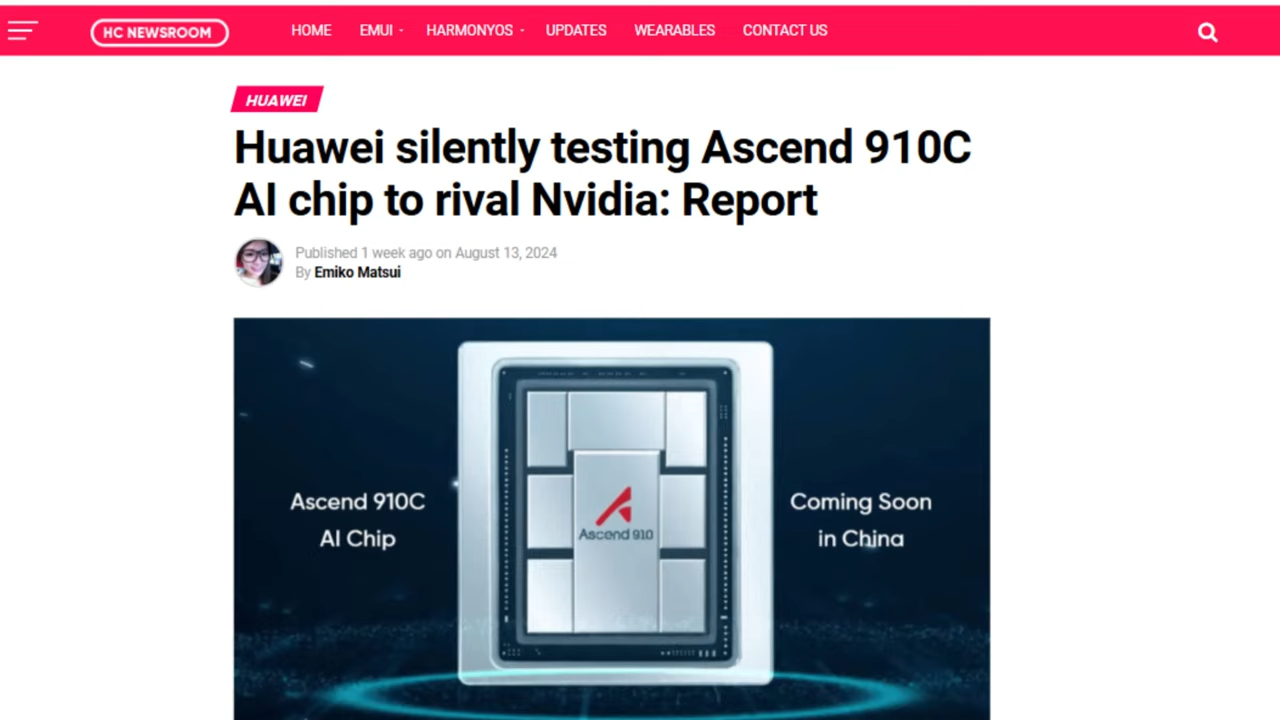 HC NEWSROOM
HOME
EMUI
HARMONYOS
UPDATES
WEARABLES
CONTACT US
HUAWEI
Huawei silently testing Ascend 910C
AI chip to rival Nvidia: Report
Published 1 week ago on August 13, 2024
By Emiko Matsui
Ascend 910C
AI Chip
Ascend 910
Coming Soon
in China